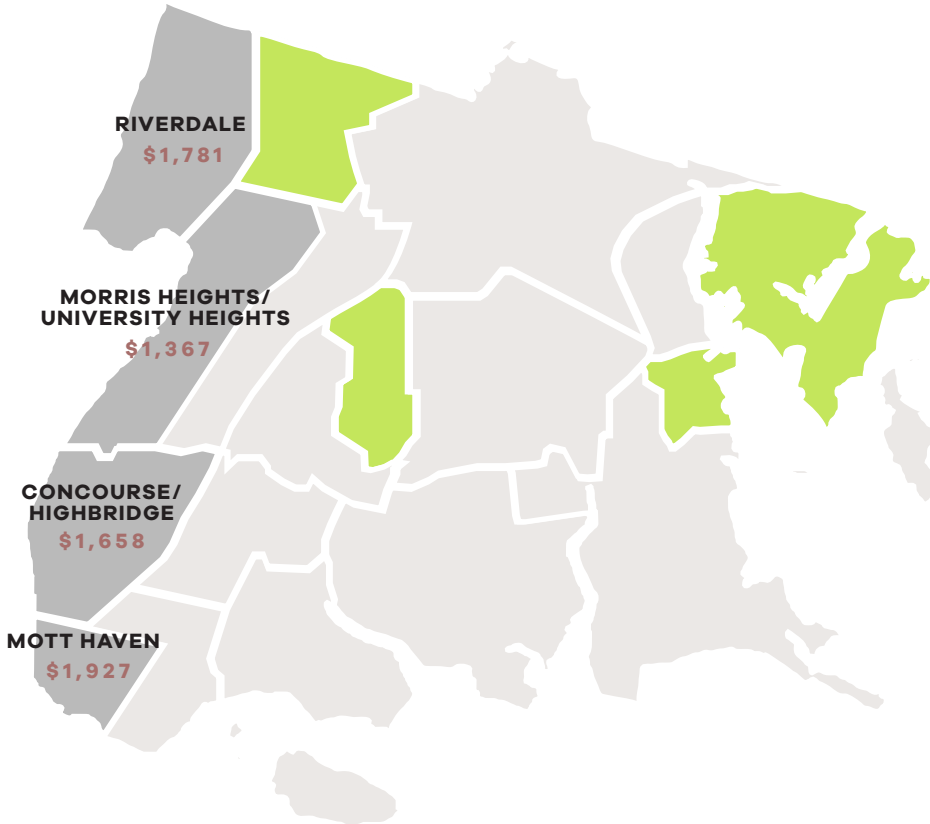 RIVERDALE
$1,781
MORRIS HEIGHTS/
UNIVERSITY HEIGHTS
$1,367
CONCOURSE/
HIGHBRIDGE
$1,658
MOTT HAVEN
$1,927